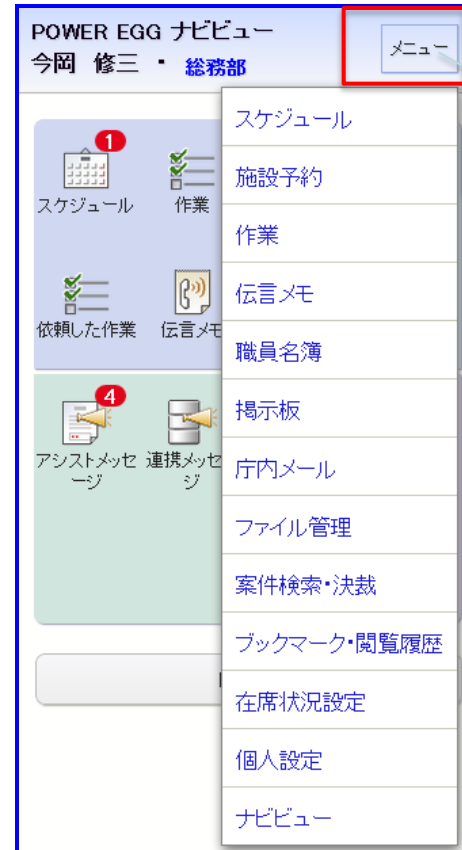 POWER EGG ナビビュー
今岡 修三 ・ 総務部
メニュー
1
スケジュール
作業
依頼した作業
伝言メモ
4
アシストメッセ
ージ
連携メッセ
ジ
スケジュール
施設予約
作業
伝言メモ
職員名簿
掲示板
庁内メール
ファイル管理
案件検索・決裁
ブックマーク・閲覧履歴
在席状況設定
個人設定
ナビビュー